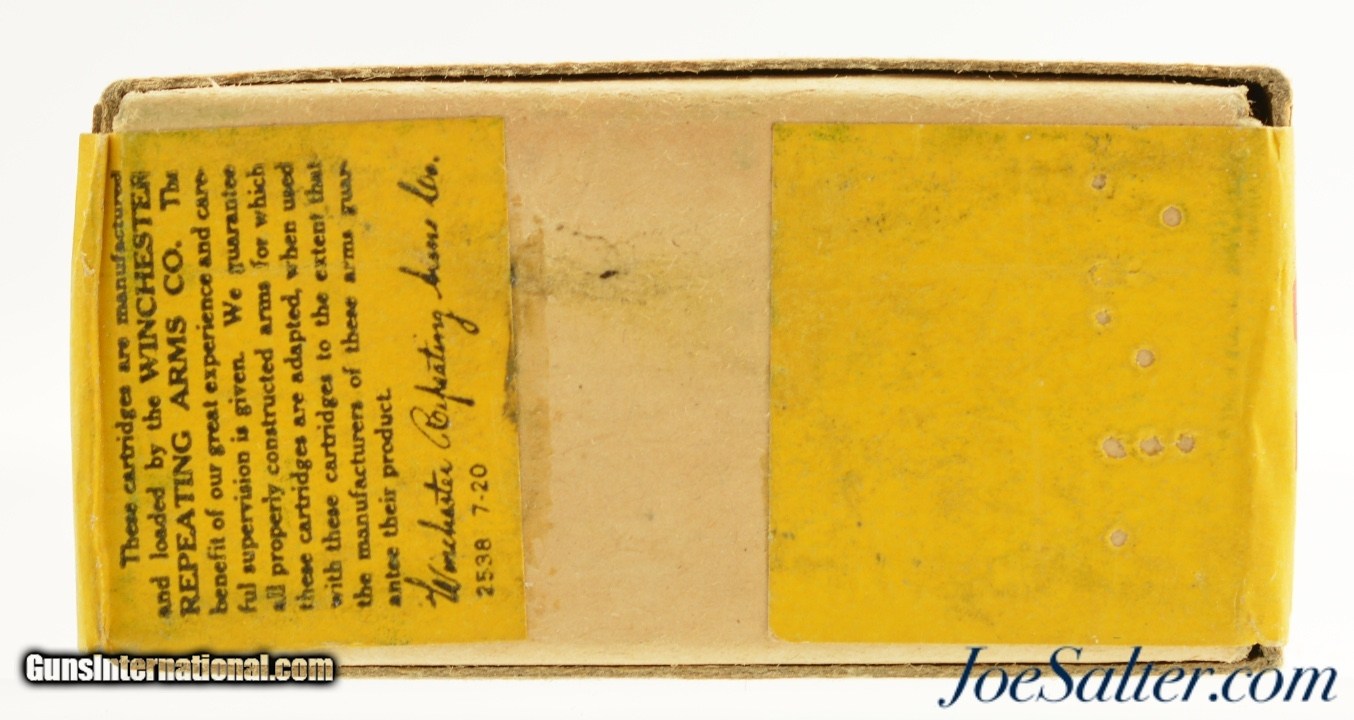 These cartridges are manufactured
and loaded by the WINCHESTER
REPEATING ARMS CO. The
benefit of our great experience and care-
ful supervision is given. We guarantee
all properly constructed arms for which
these cartridges are adapted, when used
with these cartridges to the extent that
the manufacturers of these arms guar-
antee their product.
Winchester Repeating Arms Co.
2538 7-20
GunsInternational.com
JoeSalter.com